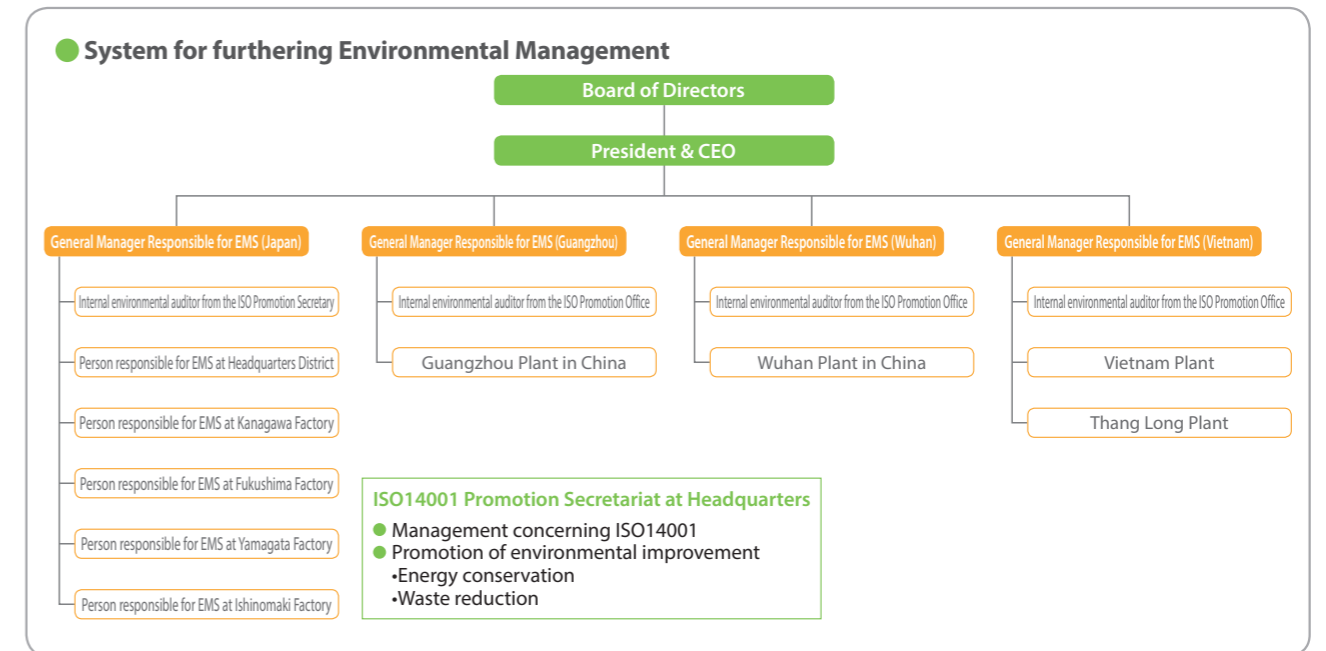 System for furthering Environmental Management
Board of Directors
President & CEO
General Manager Responsible for EMS (Japan)
Internal environmental auditor from the ISO Promotion Secretary
Person responsible for EMS at Headquarters District
Person responsible for EMS at Kanagawa Factory
Person responsible for EMS at Fukushima Factory
Person responsible for EMS at Yamagata Factory
Person responsible for EMS at Ishinomaki Factory
General Manager Responsible for EMS (Guangzhou)
Internal environmental auditor from the ISO Promotion Office
Guangzhou Plant in China
General Manager Responsible for EMS (Wuhan)
Internal environmental auditor from the ISO Promotion Office
Wuhan Plant in China
General Manager Responsible for EMS (Vietnam)
Internal environmental auditor from the ISO Promotion Office
Vietnam Plant
Thang Long Plant
ISO14001 Promotion Secretariat at Headquarters
● Management concerning ISO14001
● Promotion of environmental improvement
•Energy conservation
•Waste reduction